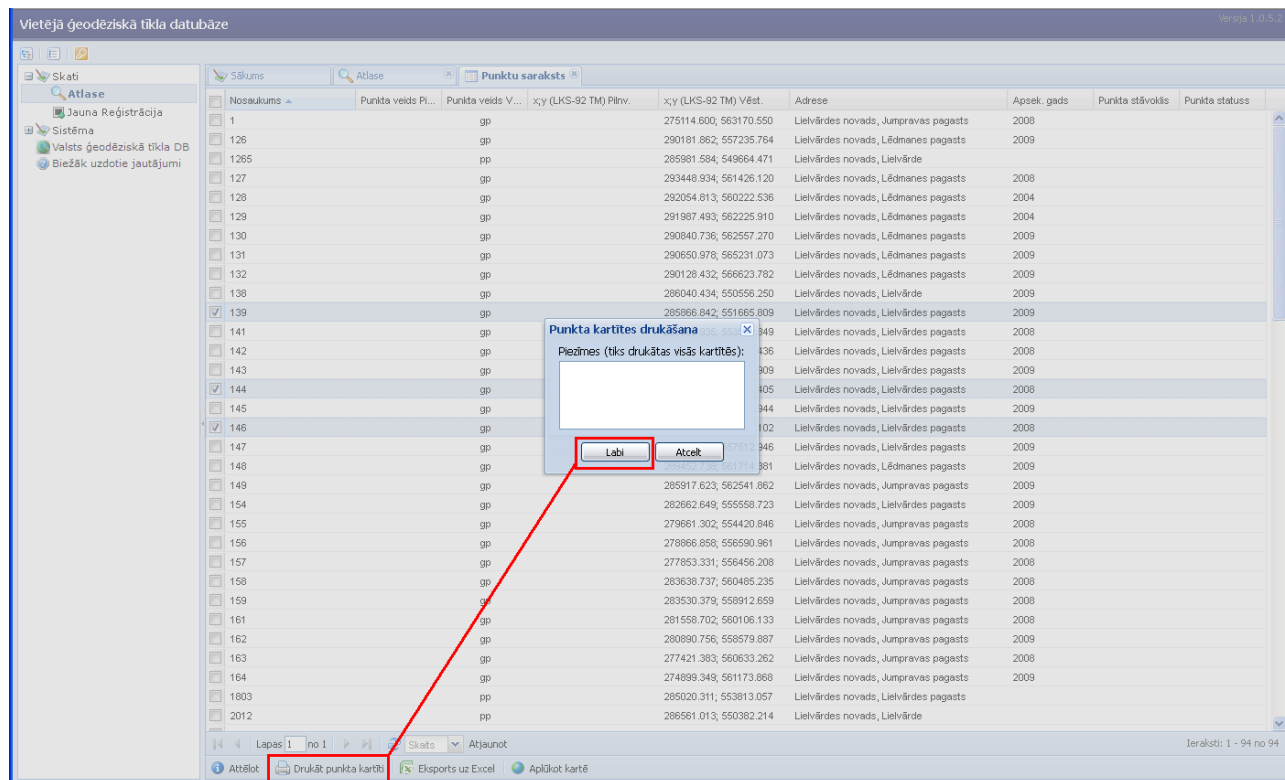 Vietējā ģeodēziskā tīkla datubāze
Versija 1.0.5.2
Skati
Atlase
Jauna Reģistrācija
Sistēma
Valsts ģeodēziskā tīkla DB
Biežāk uzdotie jautājumi
Sākums Atlase Punktu saraksts
Nosaukums Punkta veids Pi... Punkta veids V... x;y (LKS-92 TM) Pilnv. x;y (LKS-92 TM) Vēst. Adrese Apsek. gads Punkta stāvoklis Punkta statuss
1 gp 275114.600; 563170.550 Lielvārdes novads, Jumpravas pagasts 2008
126 gp 290181.862; 557235.764 Lielvārdes novads, Lēdmanes pagasts 2009
1265 pp 285981.584; 549664.471 Lielvārdes novads, Lielvārde
127 gp 293448.934; 561426.120 Lielvārdes novads, Lēdmanes pagasts 2008
128 gp 292054.813; 560222.536 Lielvārdes novads, Lēdmanes pagasts 2004
129 gp 291987.493; 562225.910 Lielvārdes novads, Lēdmanes pagasts 2004
130 gp 290840.736; 562557.270 Lielvārdes novads, Lēdmanes pagasts 2009
131 gp 290650.978; 565231.073 Lielvārdes novads, Lēdmanes pagasts 2009
132 gp 290128.432; 566623.782 Lielvārdes novads, Lēdmanes pagasts 2009
138 gp 286040.434; 550556.250 Lielvārdes novads, Lielvārde 2009
139 gp 285866.842; 551665.809 Lielvārdes novads, Lielvārdes pagasts 2009
141 gp 349 Lielvārdes novads, Lielvārdes pagasts 2008
142 gp 436 Lielvārdes novads, Lielvārdes pagasts 2008
143 gp 909 Lielvārdes novads, Lielvārdes pagasts 2009
144 gp 405 Lielvārdes novads, Lielvārdes pagasts 2008
145 gp 944 Lielvārdes novads, Lielvārdes pagasts 2009
146 gp 102 Lielvārdes novads, Lielvārdes pagasts 2008
147 gp 946 Lielvārdes novads, Lielvārdes pagasts 2009
148 gp 381 Lielvārdes novads, Lēdmanes pagasts 2009
149 gp 285917.623; 562541.862 Lielvārdes novads, Jumpravas pagasts 2009
154 gp 282662.649; 555558.723 Lielvārdes novads, Lielvārdes pagasts 2009
155 gp 279661.302; 554420.846 Lielvārdes novads, Jumpravas pagasts 2008
156 gp 278866.858; 556590.961 Lielvārdes novads, Jumpravas pagasts 2008
157 gp 277853.331; 556456.208 Lielvārdes novads, Jumpravas pagasts 2008
158 gp 283638.737; 560485.235 Lielvārdes novads, Jumpravas pagasts 2008
159 gp 283530.379; 558912.659 Lielvārdes novads, Jumpravas pagasts 2008
161 gp 281558.702; 560106.133 Lielvārdes novads, Jumpravas pagasts 2008
162 gp 280890.756; 558579.887 Lielvārdes novads, Jumpravas pagasts 2009
163 gp 277421.383; 560633.262 Lielvārdes novads, Jumpravas pagasts 2008
164 gp 274899.349; 561173.868 Lielvārdes novads, Jumpravas pagasts 2009
1803 pp 285020.311; 553813.057 Lielvārdes novads, Lielvārdes pagasts
2012 pp 286561.013; 550382.214 Lielvārdes novads, Lielvārde
Punkta kartītes drukāšana
Piezīmes (tiks drukātas visās kartītēs):
Labi Atcelt
Lapas 1 no 1 Skaits Atjaunot Ieraksti: 1 - 94 no 94
Attēlot Drukāt punkta kartīti Eksports uz Excel Aplūkot kartē